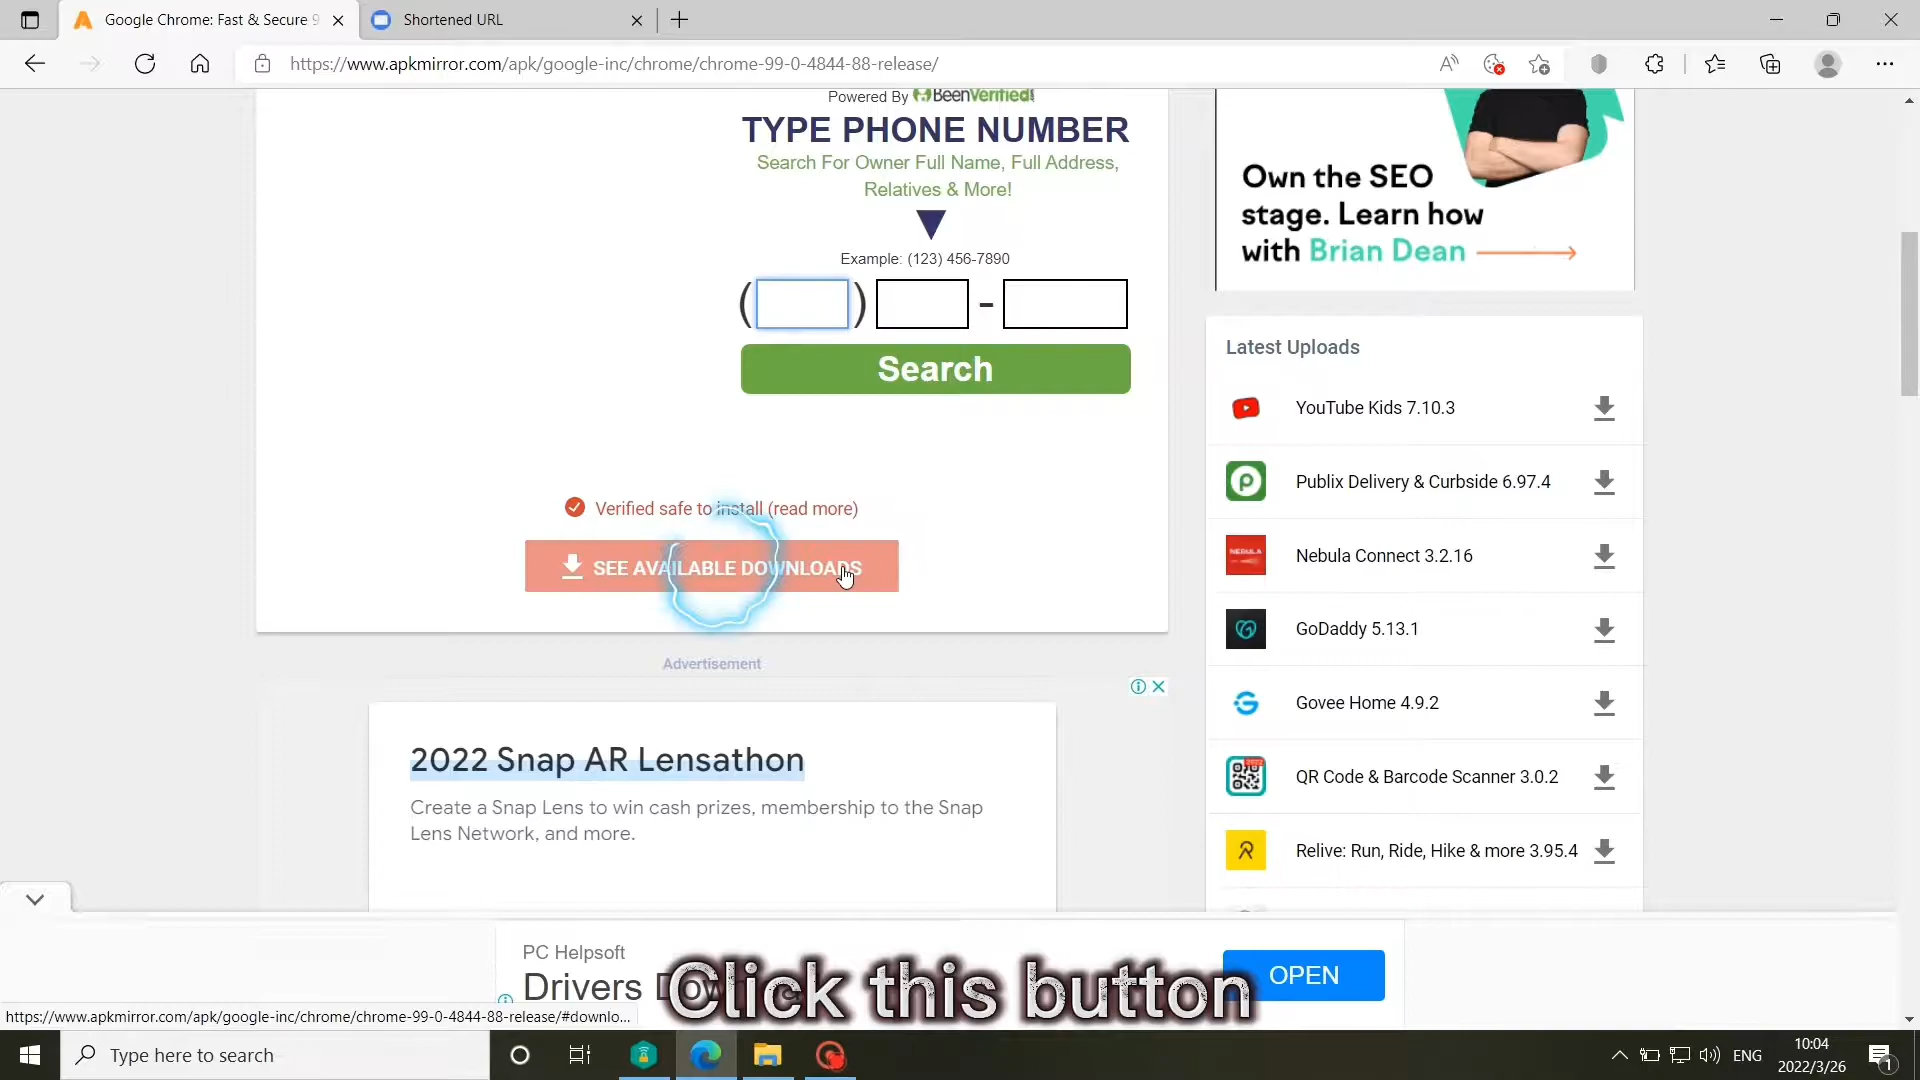 Google Chrome: Fast & Secure 9
Shortened URL
https://www.apkmirror.com/apk/google-inc/chrome/chrome-99-0-4844-88-release/
Powered By BeenVerified
TYPE PHONE NUMBER
Search For Owner Full Name, Full Address,
Relatives & More!
Example: (123) 456-7890
( ) -
Search
Verified safe to install (read more)
SEE AVAILABLE DOWNLOADS
Advertisement
2022 Snap AR Lensathon
Create a Snap Lens to win cash prizes, membership to the Snap
Lens Network, and more.
Own the SEO
stage. Learn how
with Brian Dean
Latest Uploads
YouTube Kids 7.10.3
Publix Delivery & Curbside 6.97.4
NEBULA
Nebula Connect 3.2.16
GoDaddy 5.13.1
Govee Home 4.9.2
QR Code & Barcode Scanner 3.0.2
Relive: Run, Ride, Hike & more 3.95.4
PC Helpsoft
Drivers
OPEN
Click this button
https://www.apkmirror.com/apk/google-inc/chrome/chrome-99-0-4844-88-release/#downlo...
Type here to search
ENG
10:04
2022/3/26
1